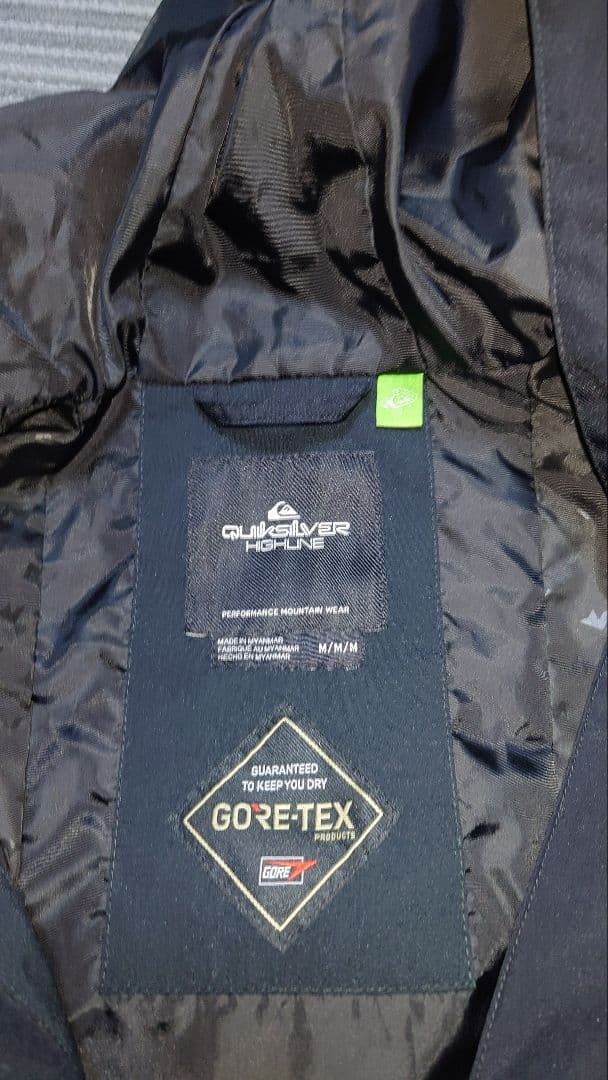 QUIKSILVER
HIGHLINE
PERFORMANCE MOUNTAIN WEAR
MADE IN MYANMAR
FABRIQUÉ AU MYANMAR
HECHO EN MYANMAR
M/M/M
GUARANTEED
TO KEEP YOU DRY
GORE-TEX
PRODUCTS
GORE